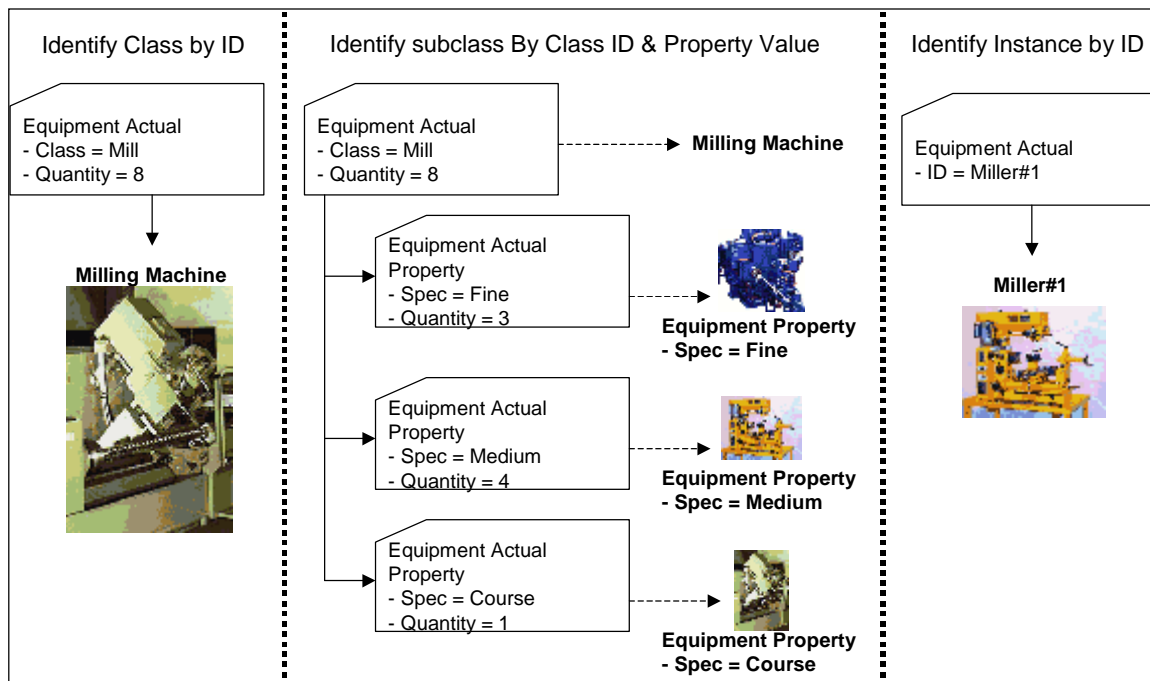 Identify Class by ID
Equipment Actual
- Class = Mill
- Quantity = 8
Milling Machine
Identify subclass By Class ID & Property Value
Equipment Actual
- Class = Mill
- Quantity = 8
Milling Machine
Equipment Actual
Property
- Spec = Fine
- Quantity = 3
Equipment Property
- Spec = Fine
Equipment Actual
Property
- Spec = Medium
- Quantity = 4
Equipment Property
- Spec = Medium
Equipment Actual
Property
- Spec = Course
- Quantity = 1
Equipment Property
- Spec = Course
Identify Instance by ID
Equipment Actual
- ID = Miller#1
Miller#1